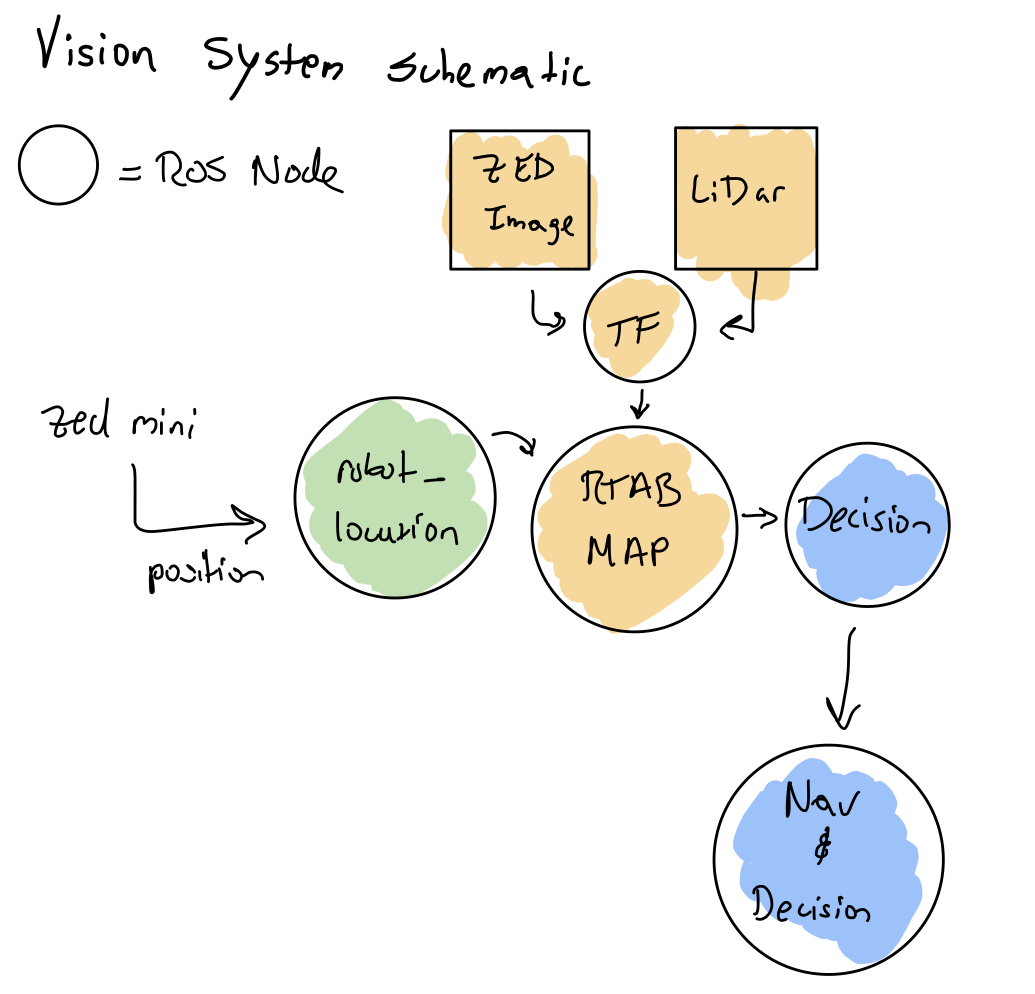 Vision System Schematic
= ROS Node
ZED
Image
LiDar
TF
Zed mini
position
robot_
location
RTAB
MAP
Decision
Nav
&
Decision